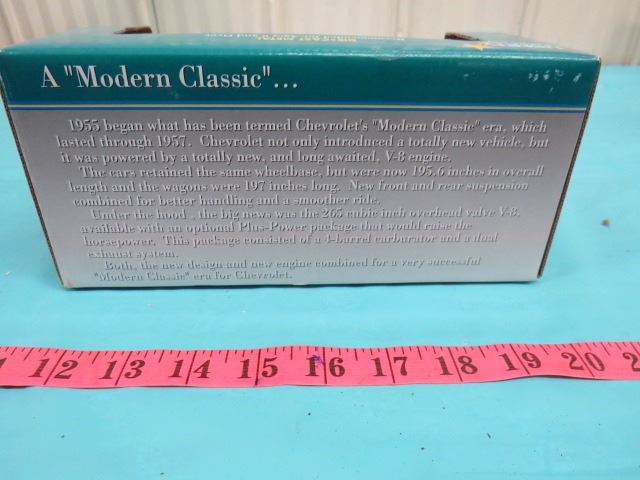 A "Modern Classic"...
1955 began what has been termed Chevrolet's "Modern Classic" era, which
lasted through 1957. Chevrolet not only introduced a totally new vehicle, but
it was powered by a totally new, and long awaited, V-8 engine.
The cars retained the same wheelbase, but were now 195.6 inches in overall
length and the wagons were 197 inches long. New front and rear suspension
combined for better handling and a smoother ride.
Under the hood , the big news was the 265 cubic inch overhead valve V-8,
available with an optional Plus-Power package that would raise the
horsepower. This package consisted of a 4-barrel carburator and a dual
exhaust system.
Both, the new design and new engine combined for a very successful
"Modern Classic" era for Chevrolet.
12 13 14 15 16 17 18 19 20